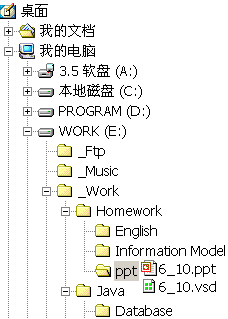 桌面
我的文档
我的电脑
3.5 软盘 (A:)
本地磁盘 (C:)
PROGRAM (D:)
WORK (E:)
_Ftp
_Music
_Work
Homework
English
Information Model
ppt 6_10.ppt
6_10.vsd
Java
Database